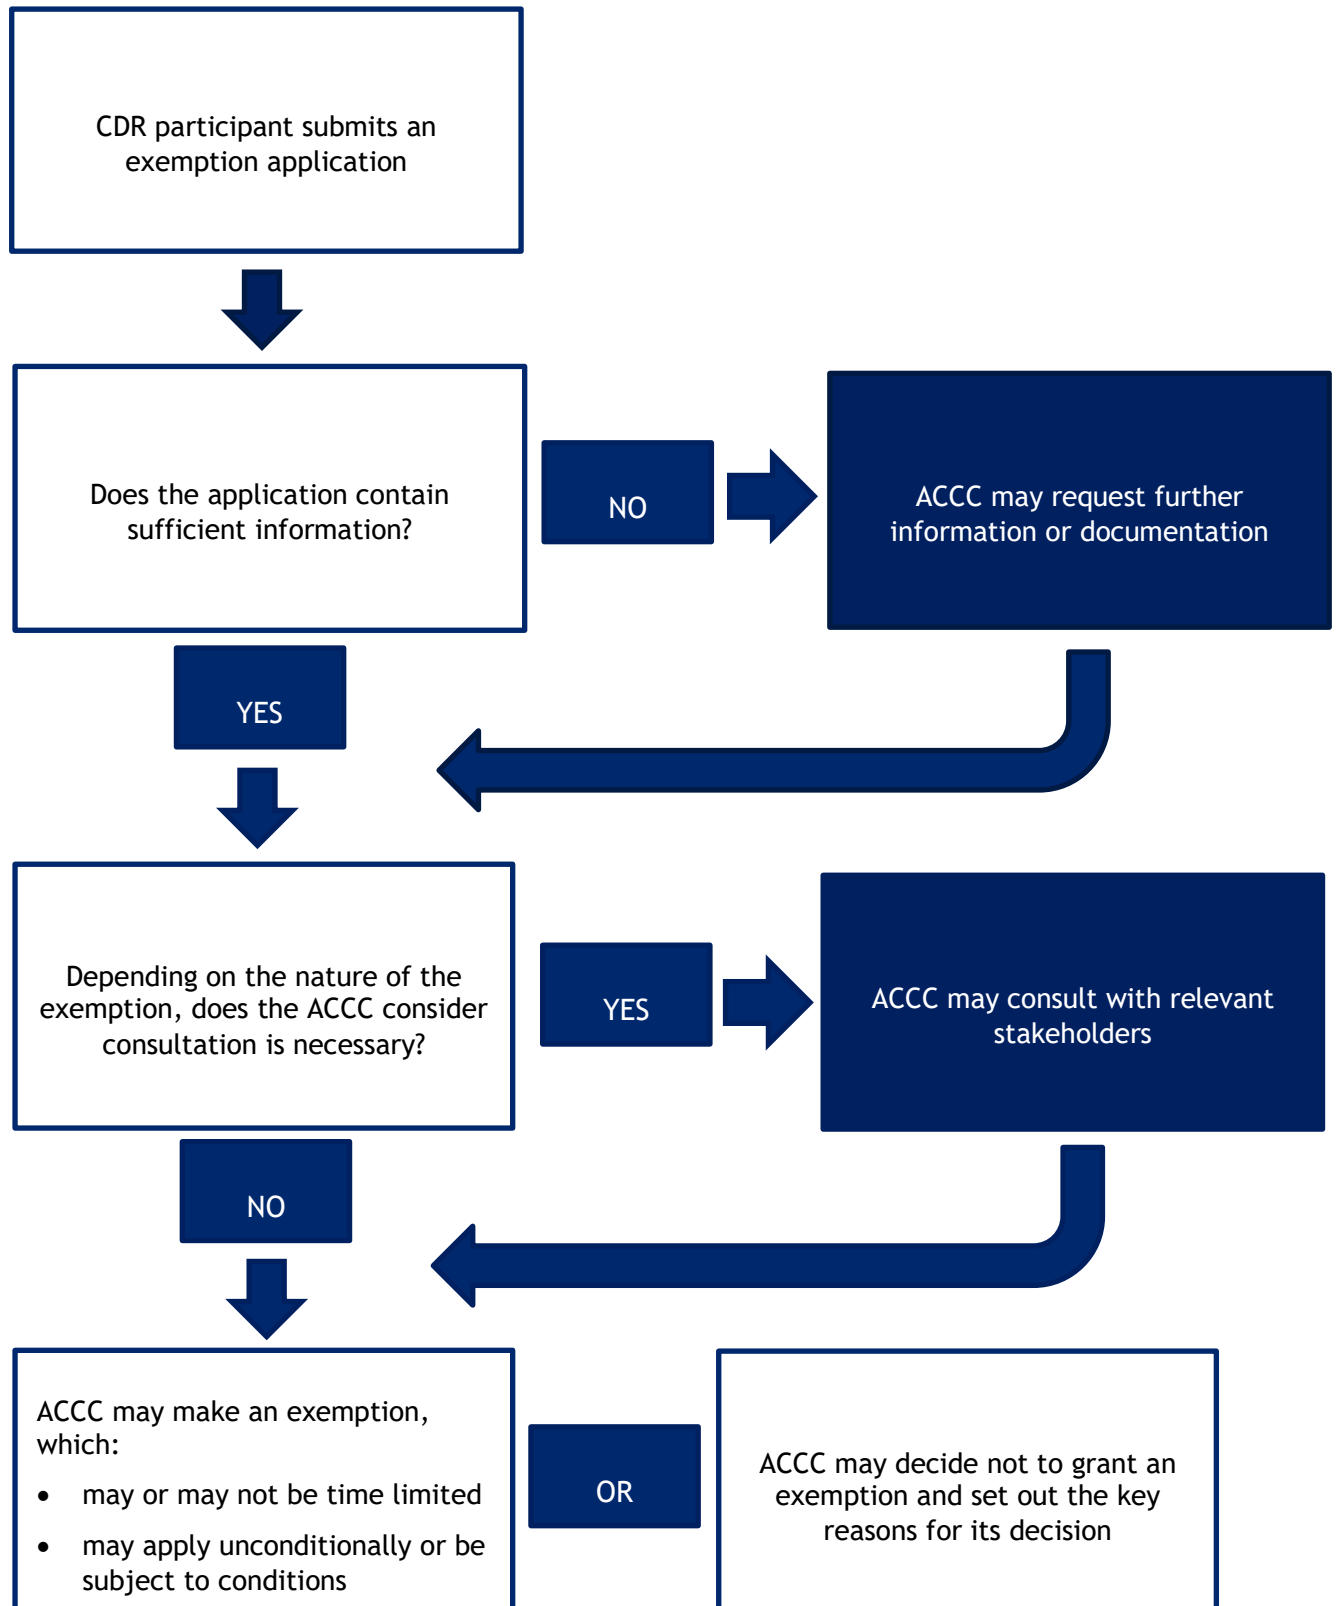 CDR participant submits an
exemption application
Does the application contain
sufficient information?
NO
ACCC may request further
information or documentation
YES
Depending on the nature of the
exemption, does the ACCC consider
consultation is necessary?
YES
ACCC may consult with relevant
stakeholders
NO
ACCC may make an exemption,
which:
• may or may not be time limited
• may apply unconditionally or be
subject to conditions
OR
ACCC may decide not to grant an
exemption and set out the key
reasons for its decision